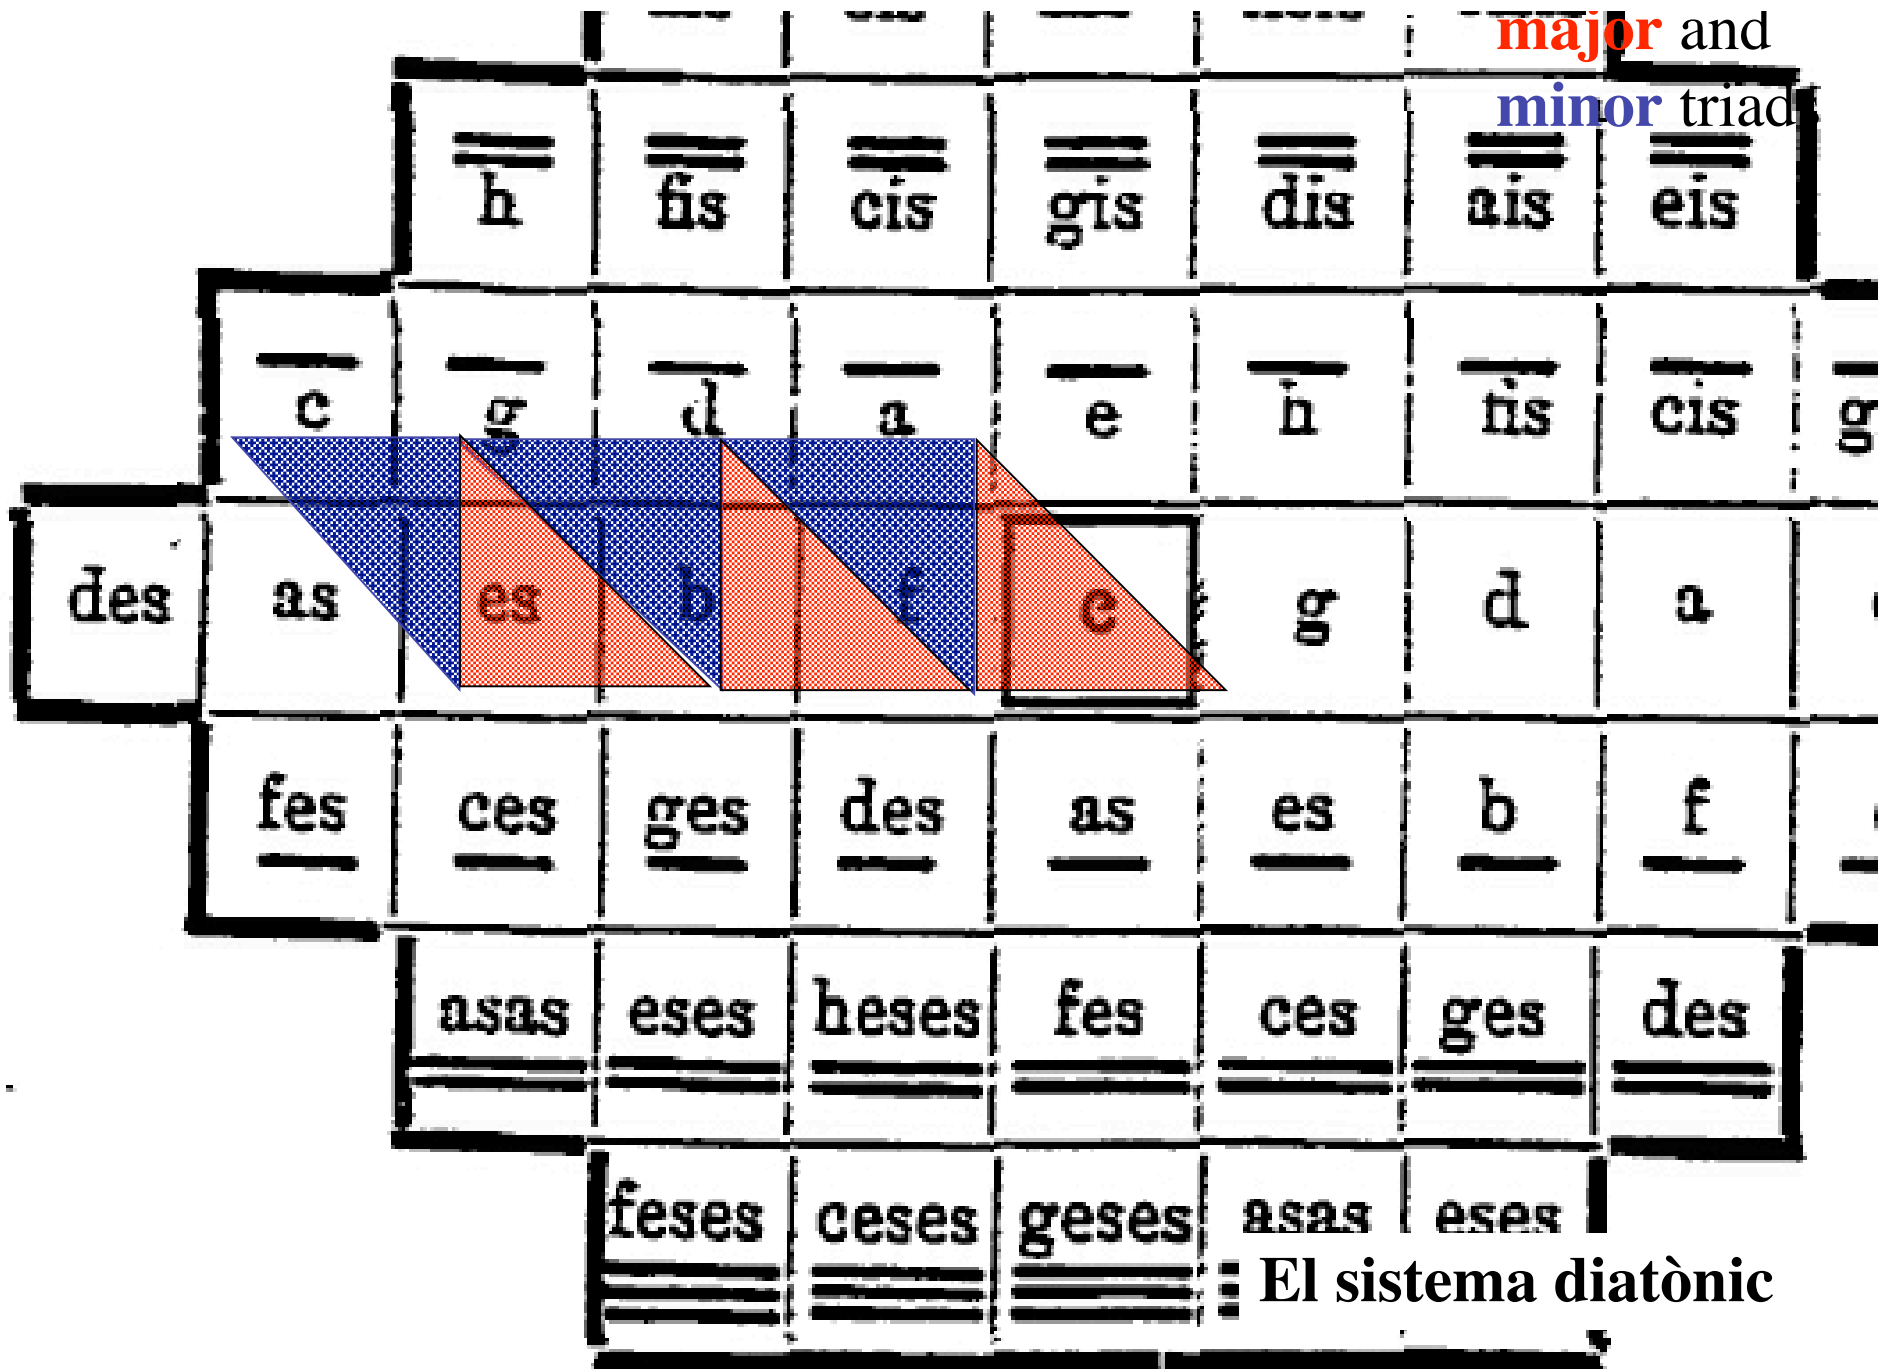 major and
minor triad
h fis cis gis dis ais eis
c g d a e h fis cis g
des as es b f e g d a
fes ces ges des as es b f
asas eses heses fes ces ges des
feses ceses geses asas eses
El sistema diatònic